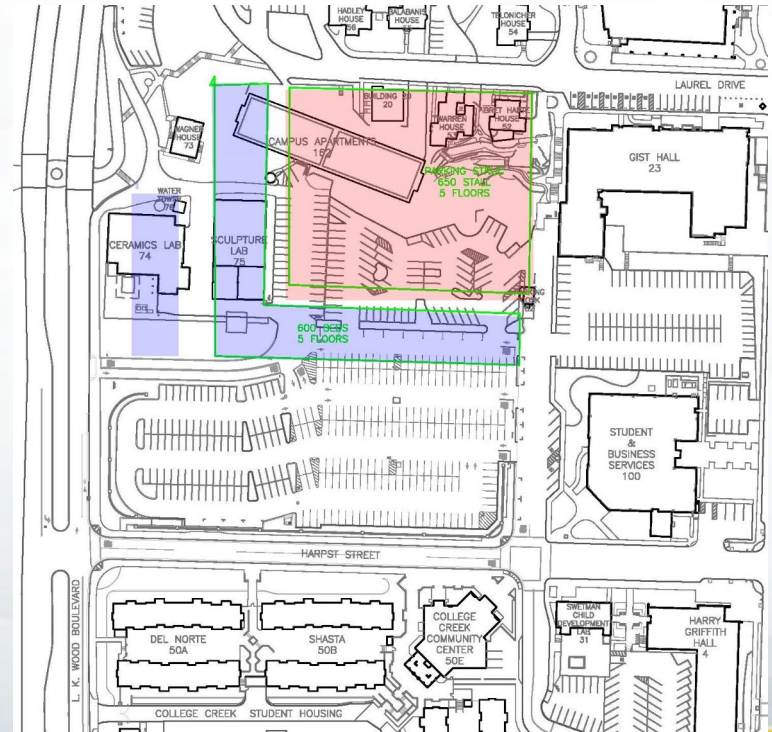 HADLEY
HOUSE
56
BALABANIS
HOUSE
TELONICHER
HOUSE
54
LAUREL DRIVE
BUILDING 20
20
WARREN
HOUSE
53
BRET HARTE
HOUSE
52
WAGNER
HOUSE
73
CAMPUS APARTMENTS
GIST HALL
23
650 STALL
5 FLOORS
WATER
TOWER
CERAMICS LAB
74
SCULPTURE
LAB
75
600 BEDS
5 FLOORS
STUDENT
&
BUSINESS
SERVICES
100
HARPST STREET
L. K. WOOD BOULEVARD
DEL NORTE
50A
SHASTA
50B
COLLEGE
CREEK
COMMUNITY
CENTER
50E
SWETMAN
CHILD
DEVELOPMENT
LAB
31
HARRY
GRIFFITH
HALL
4
COLLEGE CREEK STUDENT HOUSING